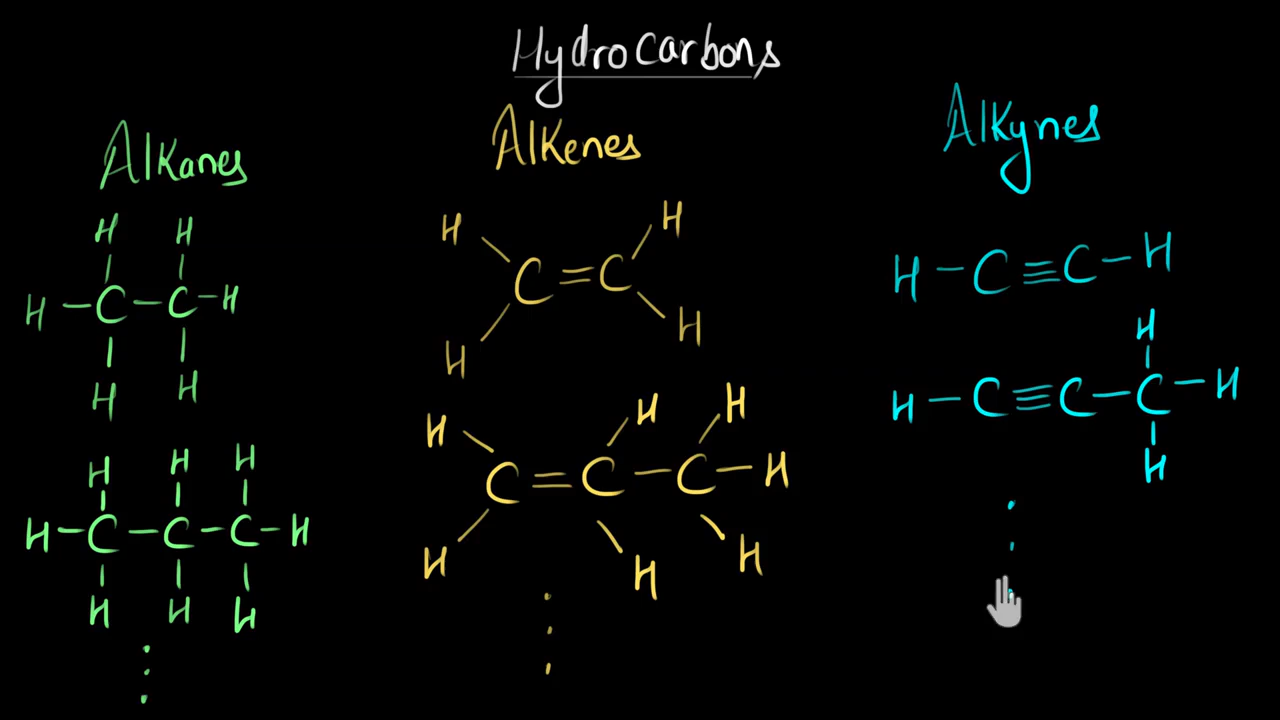 HydroCarbons
Alkanes
H H
H-C-C-H
H H
H H H
H-C-C-C-H
H H H
Alkenes
H H
C=C
H H
H H H
C=C-C-H
H H H
Alkynes
H-C≡C-H
H
H-C≡C-C-H
H